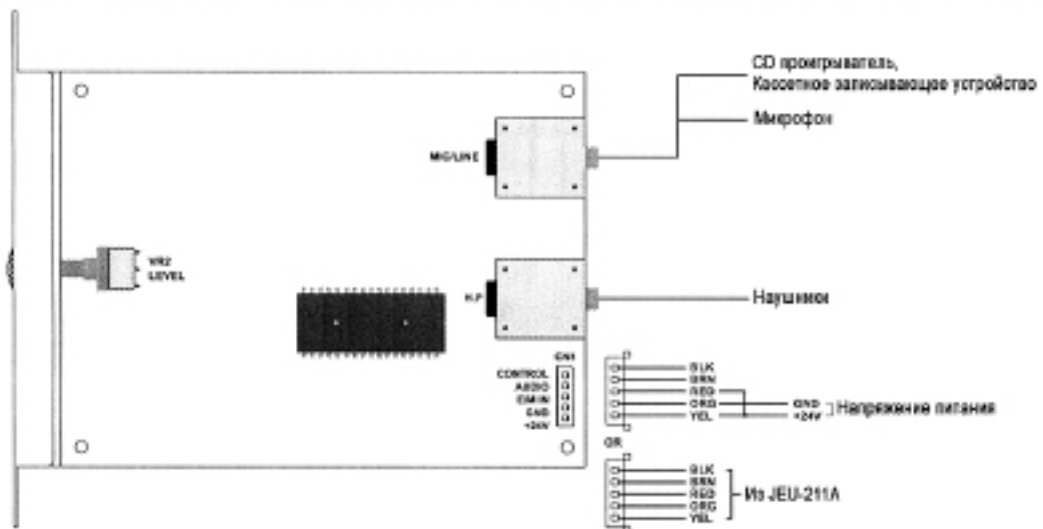 CD проигрыватель,
Кассетное записывающее устройство
Микрофон
MIC/LINE
VR2
LEVEL
H.P
Наушники
CN1
CONTROL
AUDIO
EM IN
GND
+24V
BLK
BRN
RED
ORG
YEL
GND
+24V
Напряжение питания
OR
BLK
BRN
RED
ORG
YEL
Из JEU-211A